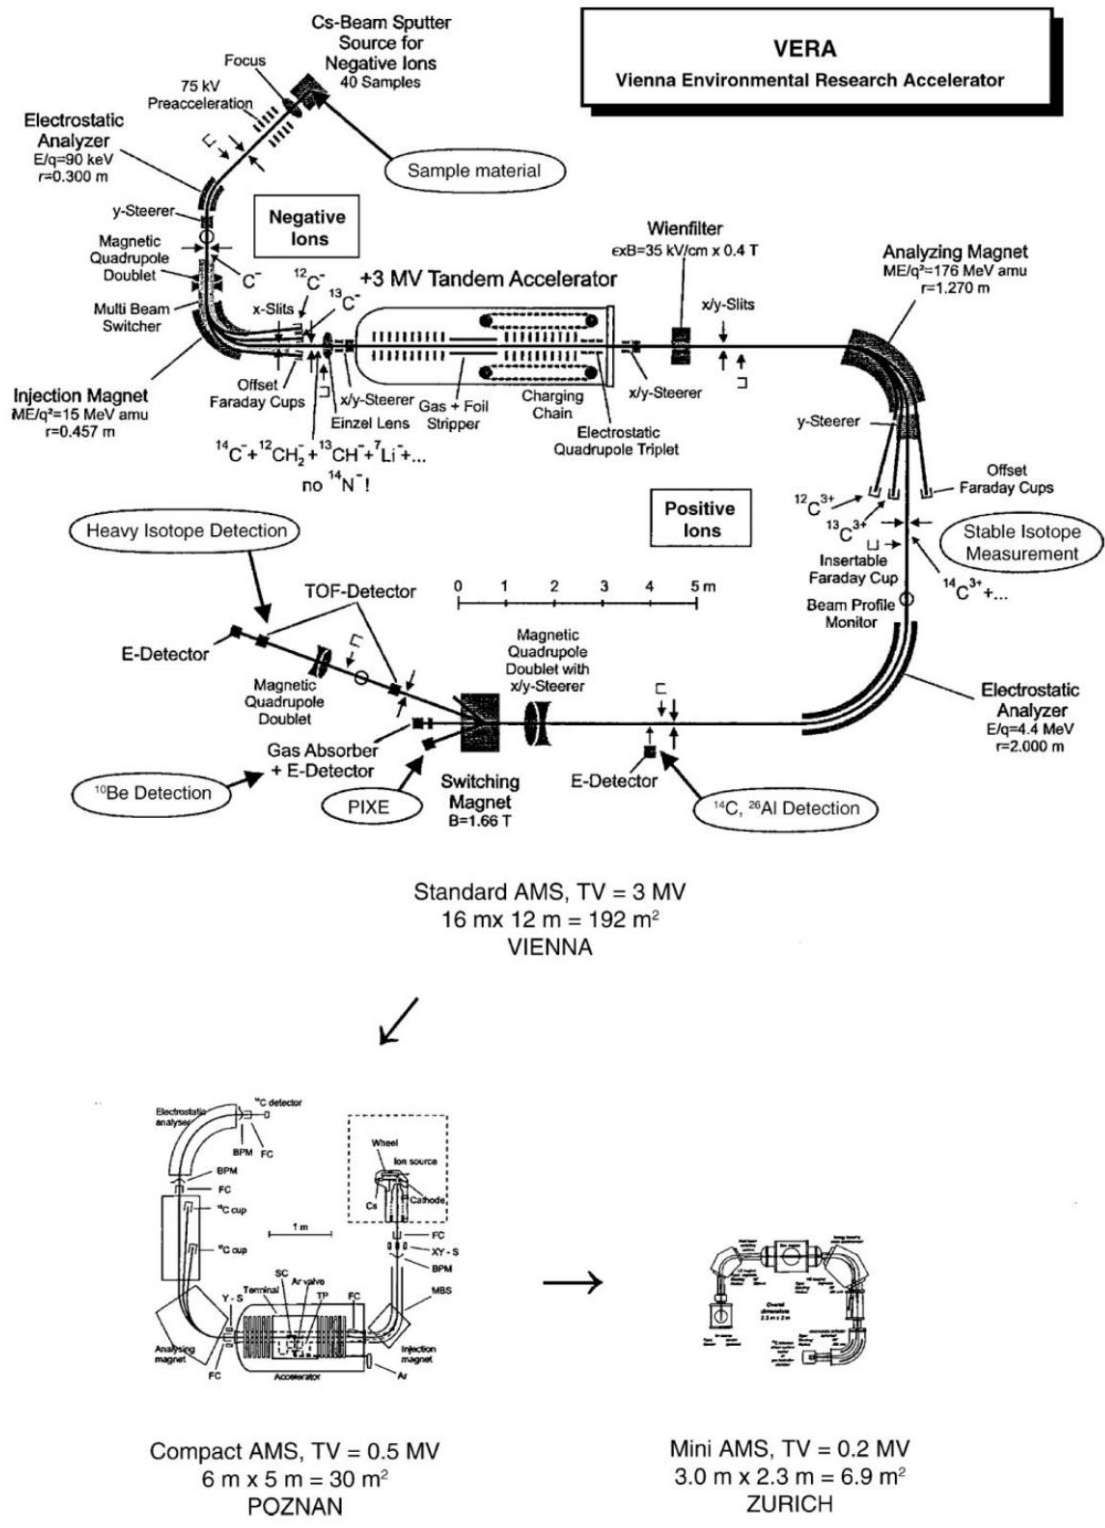 VERA
Vienna Environmental Research Accelerator
Cs-Beam Sputter
Source for
Negative Ions
40 Samples
Focus
75 kV
Preacceleration
Electrostatic
Analyzer
E/q=90 keV
r=0.300 m
Sample material
y-Steerer
Negative
Ions
Magnetic
Quadrupole
Doublet
C⁻
Multi Beam
Switcher
x-Slits
¹²C⁻
¹³C⁻
+3 MV Tandem Accelerator
Wienfilter
ϵxB=35 kV/cm x 0.4 T
x/y-Slits
Analyzing Magnet
ME/q²=176 MeV amu
r=1.270 m
Injection Magnet
ME/q²=15 MeV amu
r=0.457 m
Offset
Faraday Cups
x/y-Steerer
Einzel Lens
Gas + Foil
Stripper
Charging
Chain
x/y-Steerer
Electrostatic
Quadrupole Triplet
¹⁴C⁻+¹²CH₂⁻+¹³CH⁻+⁷Li⁻+...
no ¹⁴N⁻!
y-Steerer
Offset
Faraday Cups
¹²C³⁺
¹³C³⁺
Positive
Ions
Stable Isotope
Measurement
Insertable
Faraday Cup
¹⁴C³⁺+...
Beam Profile
Monitor
Heavy Isotope Detection
TOF-Detector
0 1 2 3 4 5 m
E-Detector
Magnetic
Quadrupole
Doublet
Magnetic
Quadrupole
Doublet with
x/y-Steerer
Electrostatic
Analyzer
E/q=4.4 MeV
r=2.000 m
Gas Absorber
+ E-Detector
¹⁰Be Detection
PIXE
Switching
Magnet
B=1.66 T
E-Detector
¹⁴C, ²⁶Al Detection
Standard AMS, TV = 3 MV
16 mx 12 m = 192 m²
VIENNA
Electrostatic
analyser
¹⁴C detector
BPM FC
BPM
FC
Wheel
Ion source
Cs
Cathode
1 m
FC
XY - S
BPM
MBS
SC
Ar valve
Terminal
TP
FC
Y - S
Analysing
magnet
FC
Accelerator
Injection
magnet
Ar
Compact AMS, TV = 0.5 MV
6 m x 5 m = 30 m²
POZNAN
Overall
dimensions
Mini AMS, TV = 0.2 MV
3.0 m x 2.3 m = 6.9 m²
ZURICH